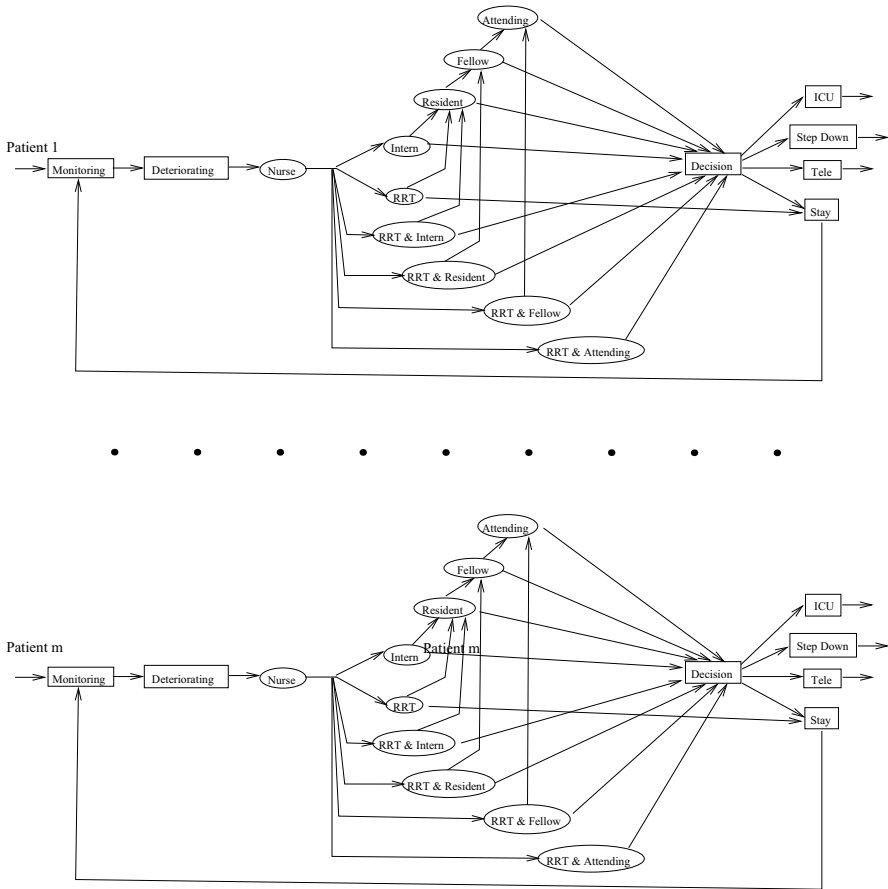 Attending
Fellow
Resident
ICU
Patient 1
Intern
Step Down
Monitoring
Deteriorating
Nurse
Decision
Tele
RRT
Stay
RRT & Intern
RRT & Resident
RRT & Fellow
RRT & Attending
Attending
Fellow
Resident
ICU
Patient m
Intern
Patient m
Step Down
Monitoring
Deteriorating
Nurse
Decision
Tele
RRT
Stay
RRT & Intern
RRT & Resident
RRT & Fellow
RRT & Attending